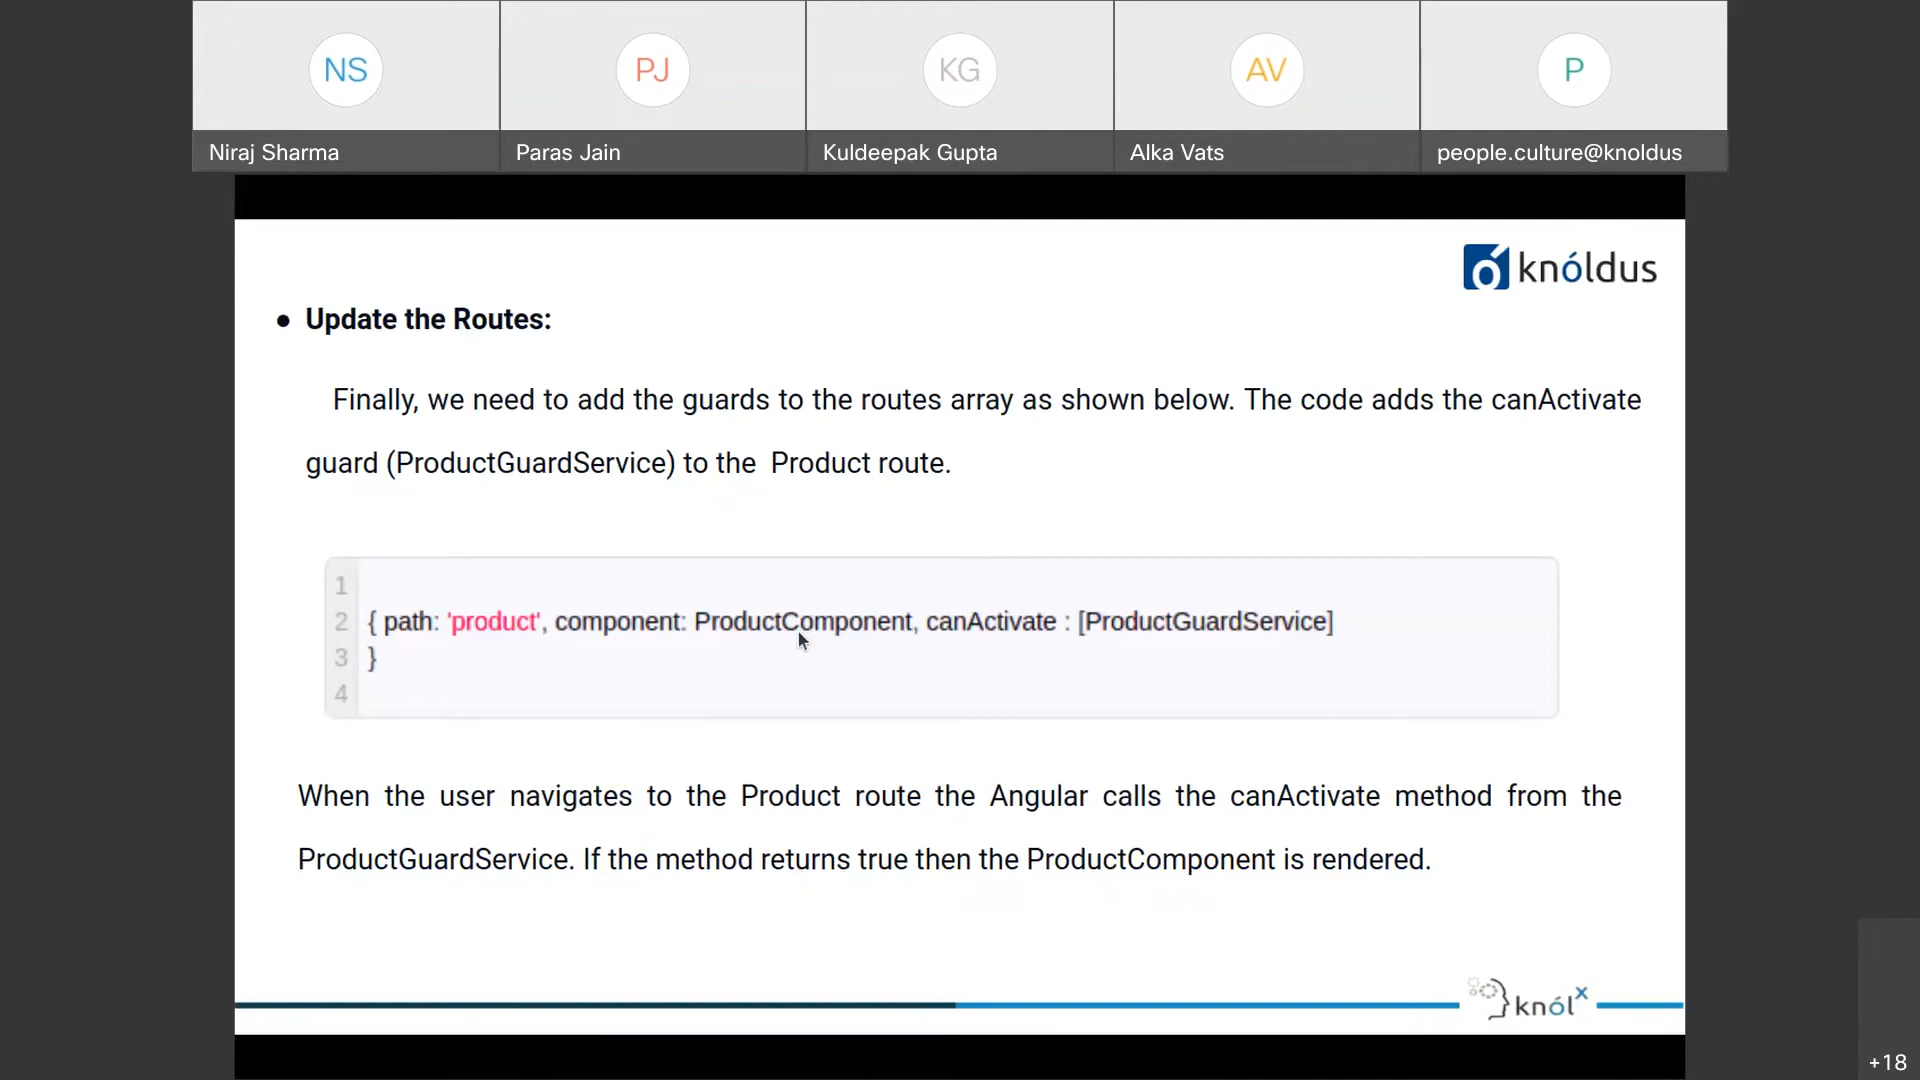 NS
PJ
KG
AV
P
Niraj Sharma
Paras Jain
Kuldeepak Gupta
Alka Vats
people.culture@knoldus
ó knóldus
● Update the Routes:
Finally, we need to add the guards to the routes array as shown below. The code adds the canActivate
guard (ProductGuardService) to the Product route.
1
2 { path: 'product', component: ProductComponent, canActivate : [ProductGuardService]
3 }
4
When the user navigates to the Product route the Angular calls the canActivate method from the
ProductGuardService. If the method returns true then the ProductComponent is rendered.
knólx
+18